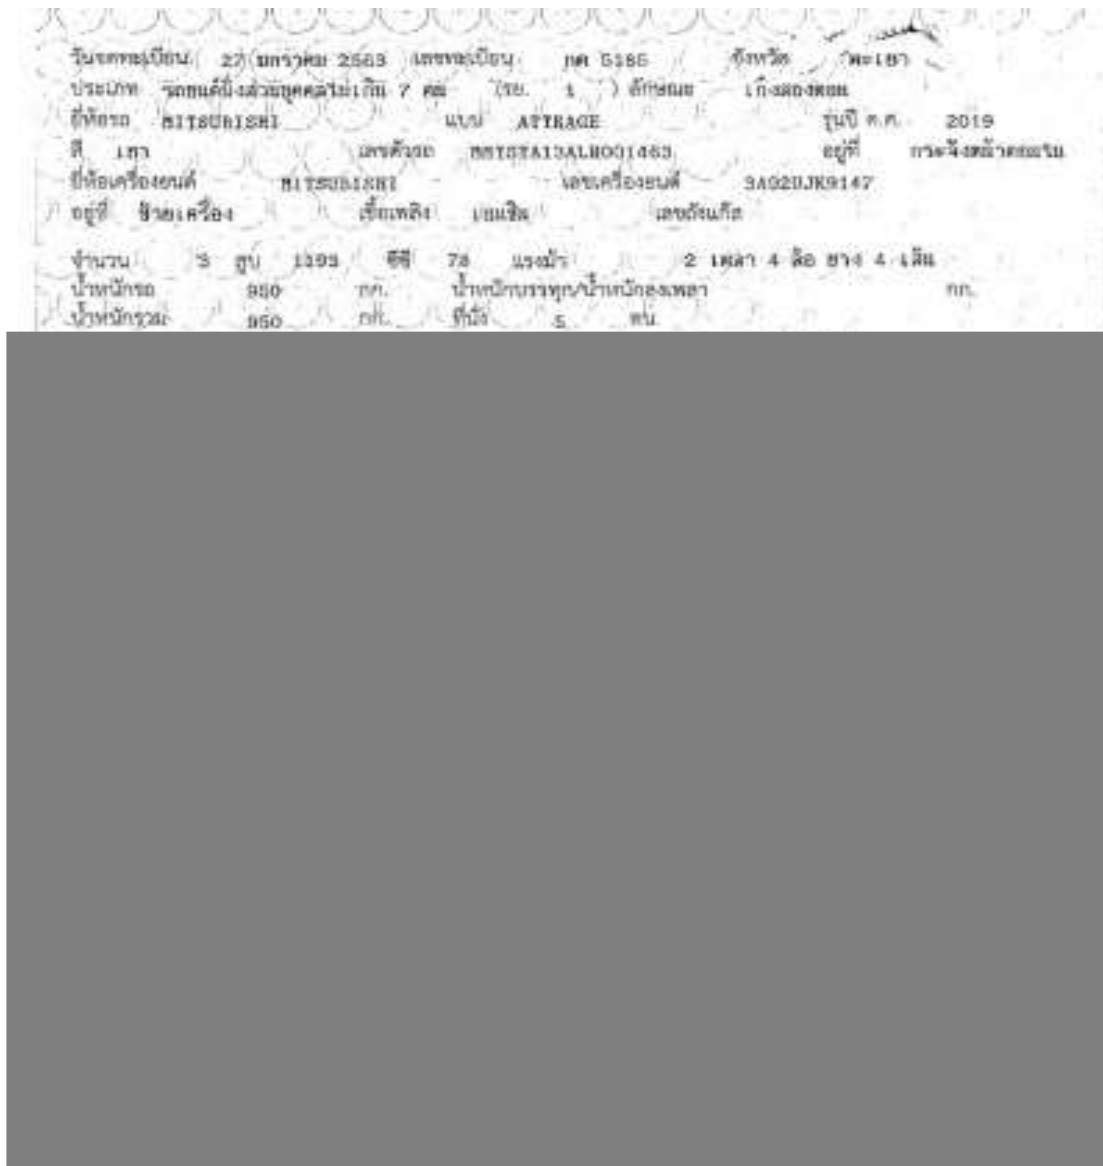 วันจดทะเบียน 27 มกราคม 2563 เลขทะเบียน กต 5185 จังหวัด พะเยา
ประเภท รถยนต์นั่งส่วนบุคคลไม่เกิน 7 คน (รย. 1 ) ลักษณะ เก๋งสองตอน
ยี่ห้อรถ MITSUBISHI แบบ ATTRAGE รุ่นปี ค.ศ. 2019
สี เทา เลขตัวรถ อยู่ที่ กระจังหน้าตอนใน
ยี่ห้อเครื่องยนต์ MITSUBISHI เลขเครื่องยนต์
อยู่ที่ ซ้ายเครื่อง เชื้อเพลิง เบนซิน เลขถังแก๊ส
จำนวน 3 สูบ 1193 ซีซี 78 แรงม้า 2 เพลา 4 ล้อ ยาง 4 เส้น
น้ำหนักรถ 950 กก. น้ำหนักบรรทุก/น้ำหนักลงเพลา กก.
น้ำหนักรวม 950 กก. ที่นั่ง 5 คน